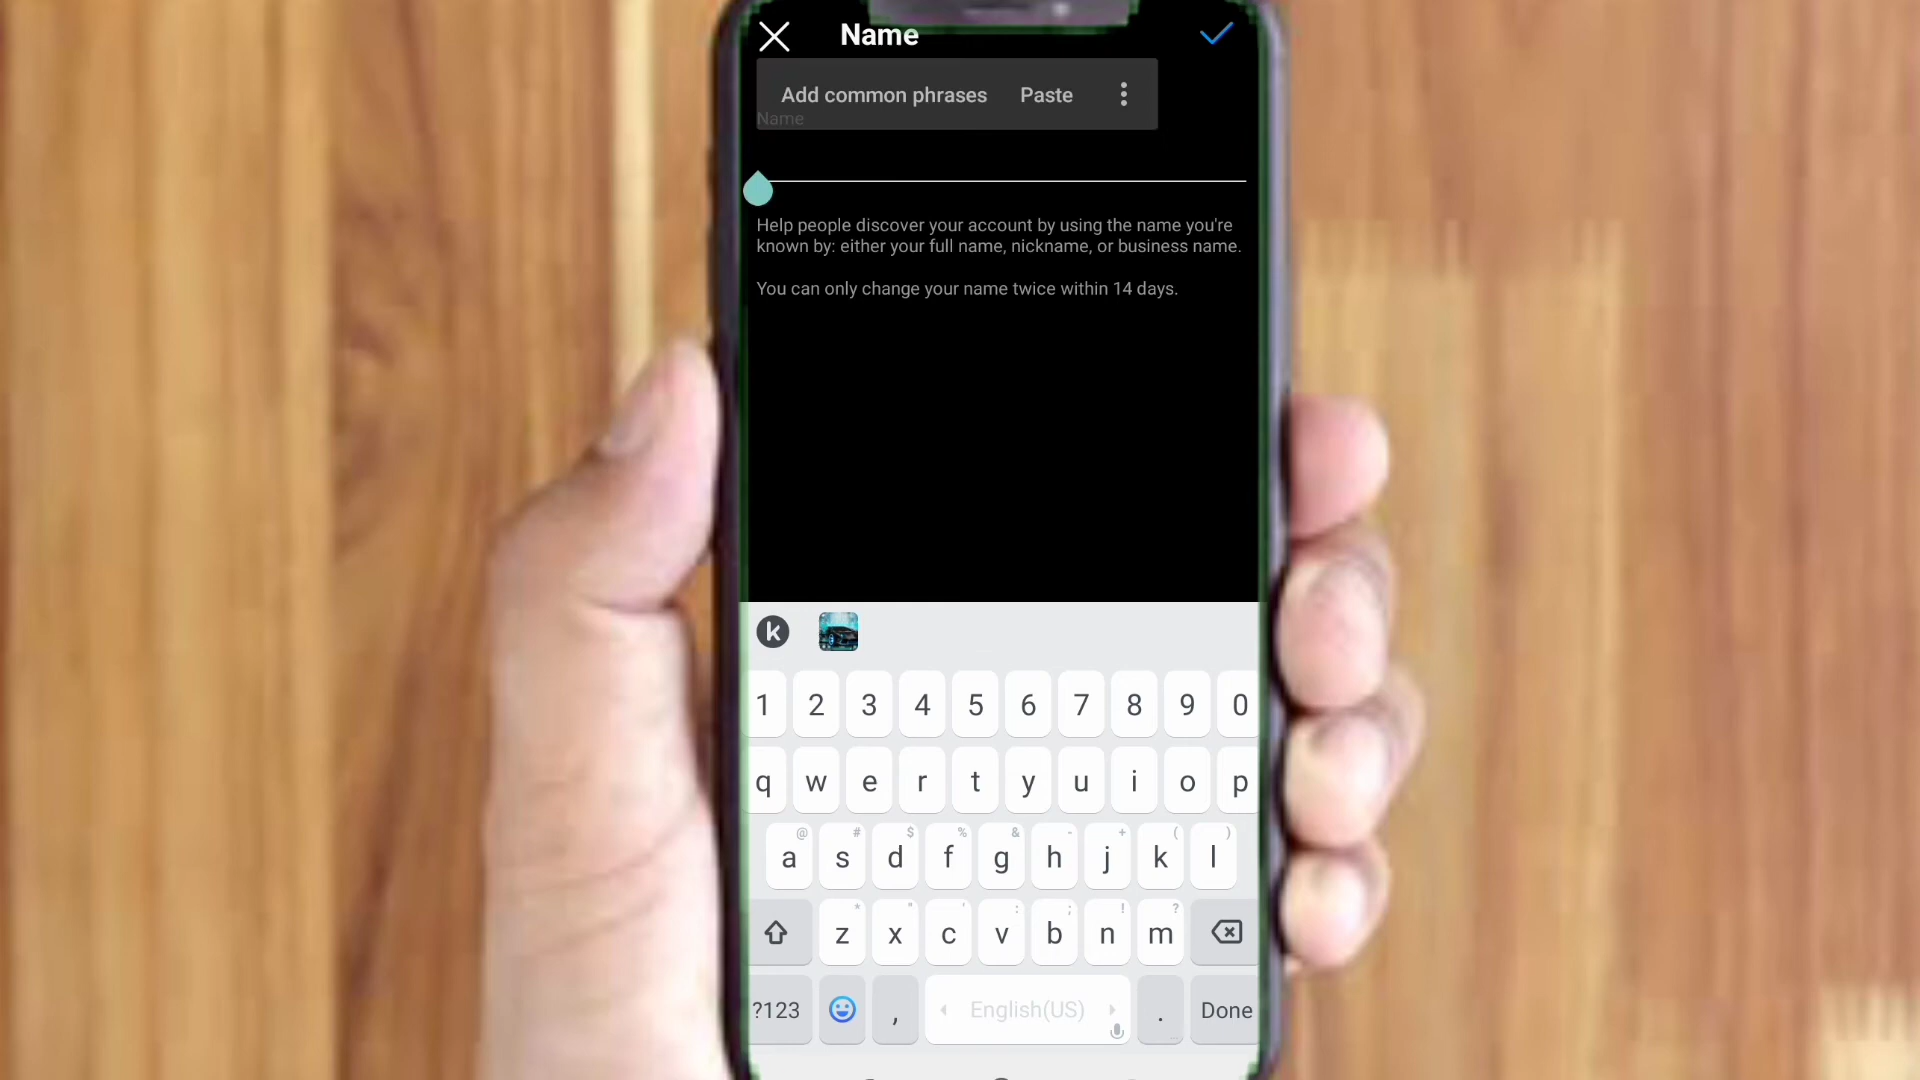 Name
Add common phrases Paste
Name
Help people discover your account by using the name you're
known by: either your full name, nickname, or business name.
You can only change your name twice within 14 days.
k
1 2 3 4 5 6 7 8 9 0
q w e r t y u i o p
@ # $ % & - + ( )
a s d f g h j k l
* " ' : ; ! ?
z x c v b n m
?123 , English(US) . Done